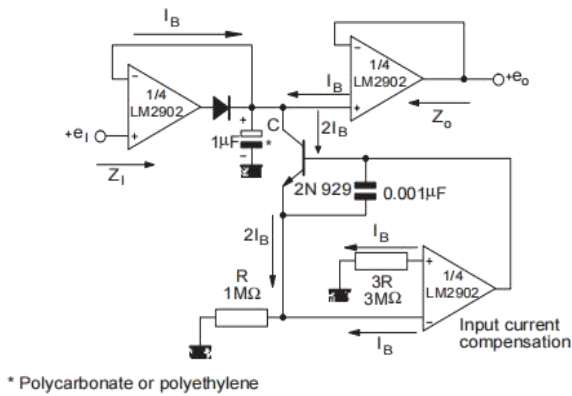 I_B
1/4
LM2902
+e_I
Z_I
+
-
+
1µF
*
-
C
I_B
2I_B
-
1/4
LM2902
+
+e_o
Z_o
2N 929
0.001µF
2I_B
R
1MΩ
I_B
3R
3MΩ
+
1/4
LM2902
-
I_B
Input current
compensation
* Polycarbonate or polyethylene